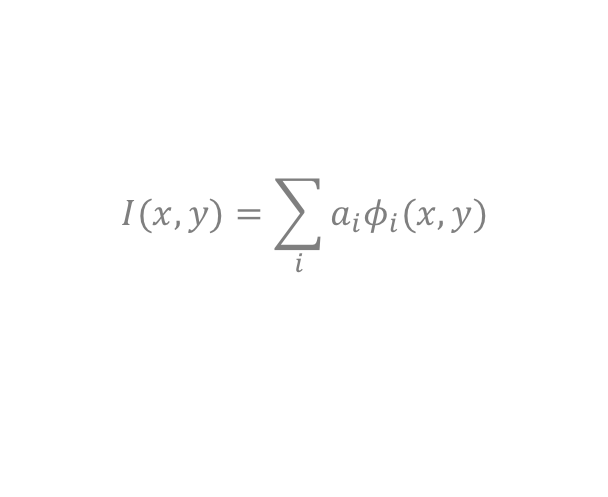 I(x, y) = ∑_i a_i ϕ_i(x, y)